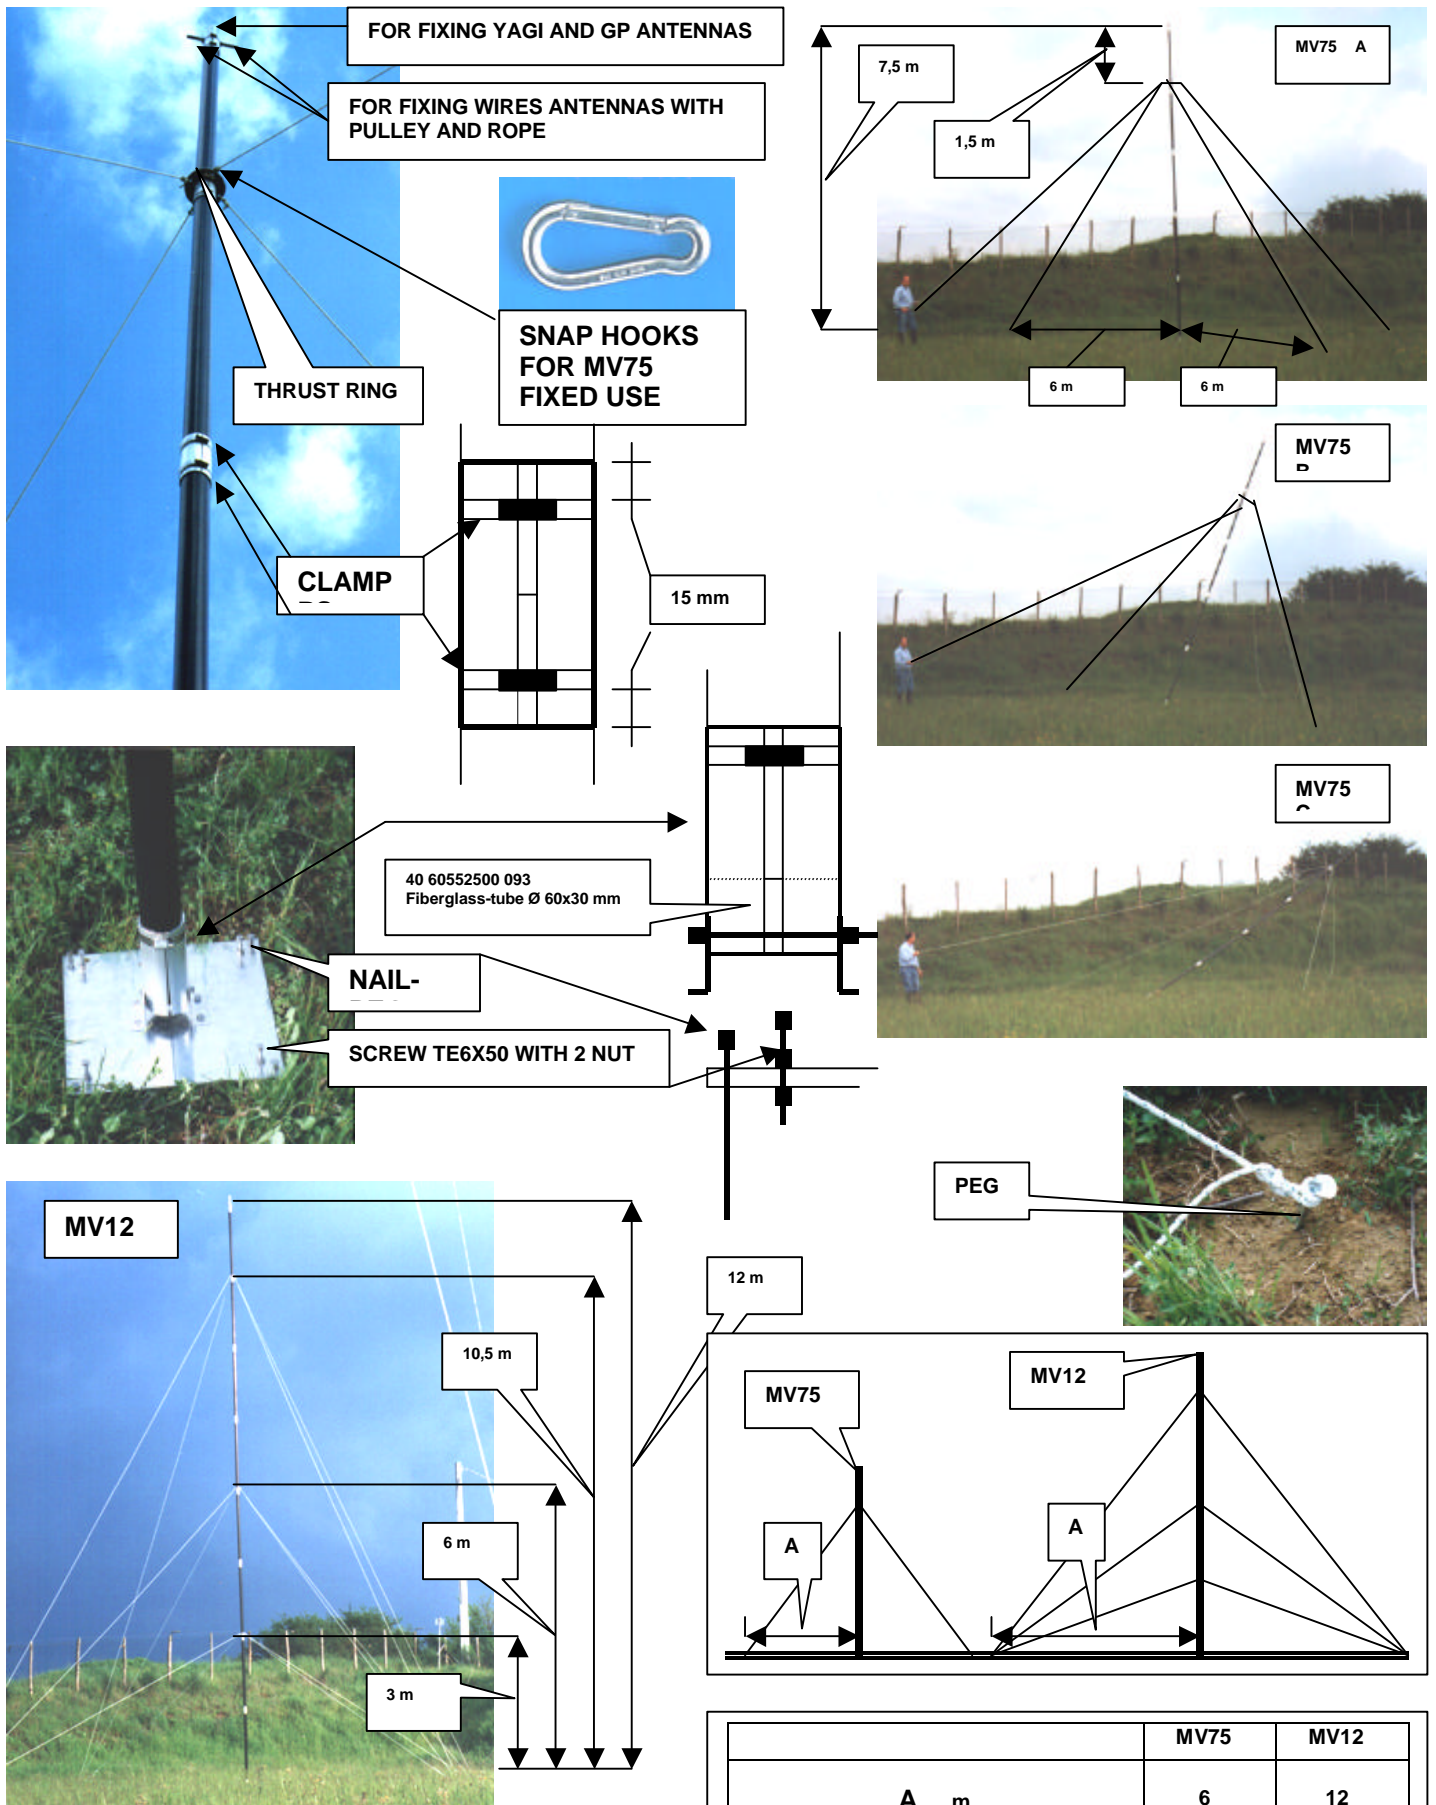 FOR FIXING YAGI AND GP ANTENNAS
FOR FIXING WIRES ANTENNAS WITH
PULLEY AND ROPE
THRUST RING
SNAP HOOKS
FOR MV75
FIXED USE
CLAMP
15 mm
7,5 m
1,5 m
MV75 A
6 m
6 m
MV75
MV75
40 60552500 093
Fiberglass-tube Ø 60x30 mm
NAIL-
SCREW TE6X50 WITH 2 NUT
PEG
MV12
12 m
10,5 m
6 m
3 m
MV75
MV12
A
A
MV75 MV12
A m 6 12